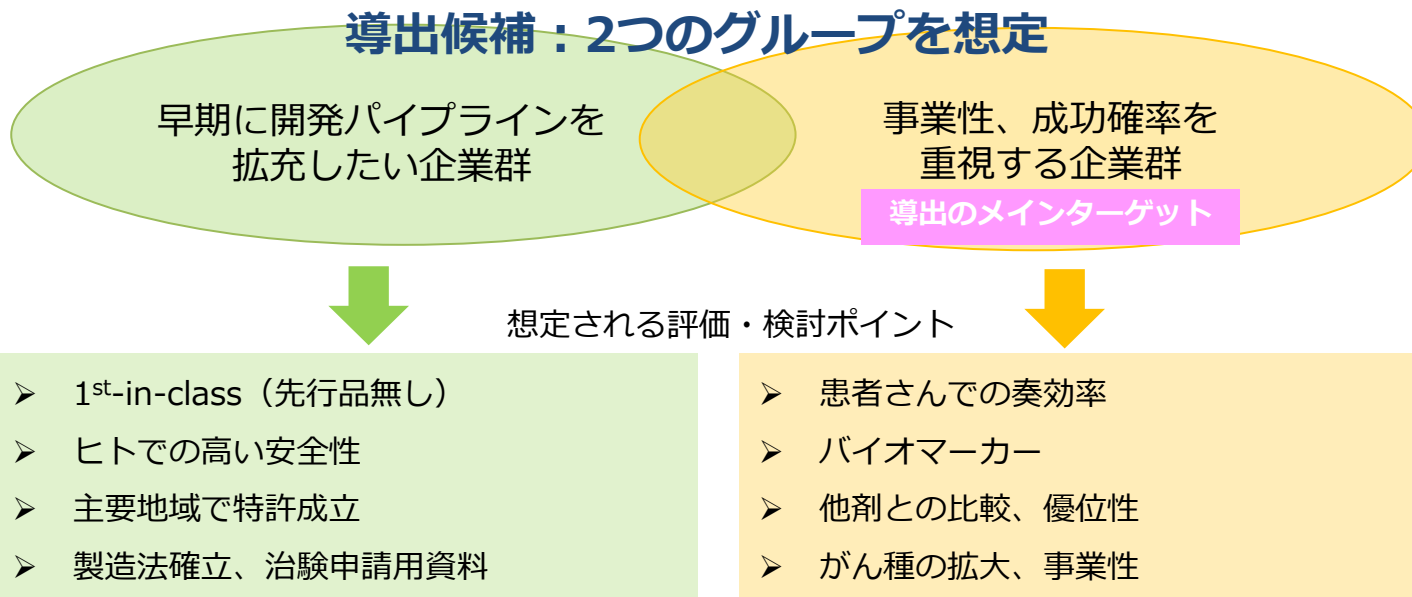 導出候補：2つのグループを想定
早期に開発パイプラインを
拡充したい企業群
事業性、成功確率を
重視する企業群
導出のメインターゲット
想定される評価・検討ポイント
➢ 1st-in-class（先行品無し）
➢ ヒトでの高い安全性
➢ 主要地域で特許成立
➢ 製造法確立、治験申請用資料
➢ 患者さんでの奏効率
➢ バイオマーカー
➢ 他剤との比較、優位性
➢ がん種の拡大、事業性